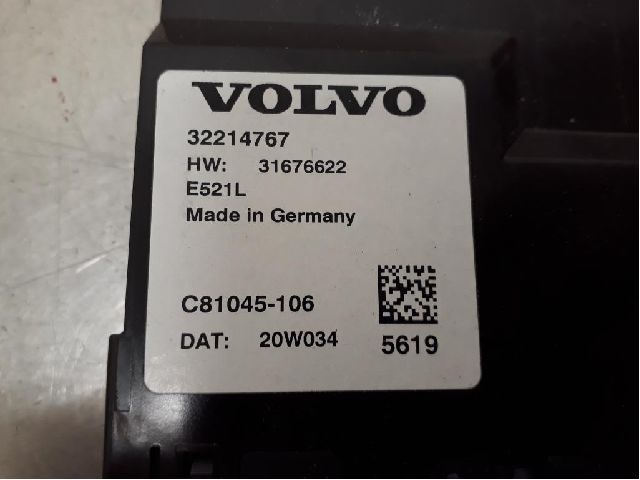 VOLVO
32214767
HW: 31676622
E521L
Made in Germany
C81045-106
DAT: 20W034
5619